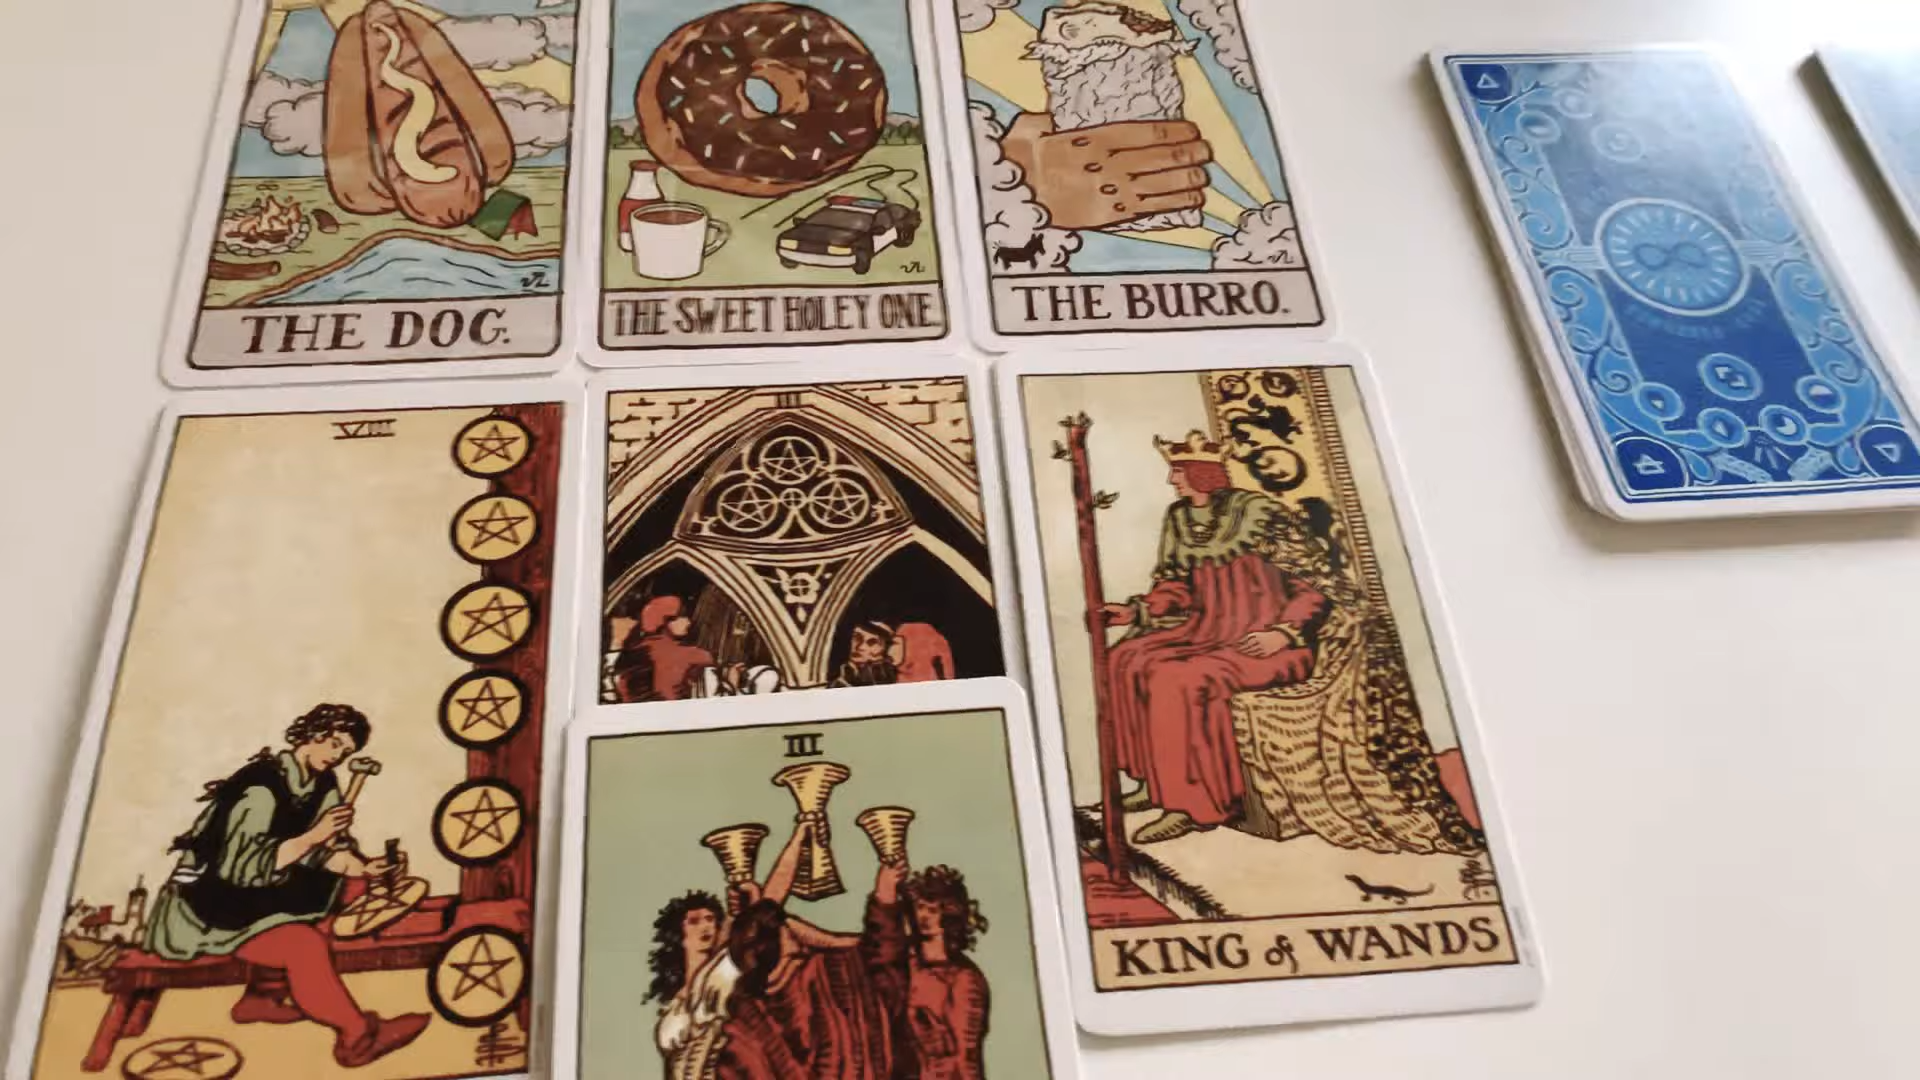 THE DOG.
THE SWEET HOLEY ONE.
THE BURRO.
VIII
III
KING of WANDS
III